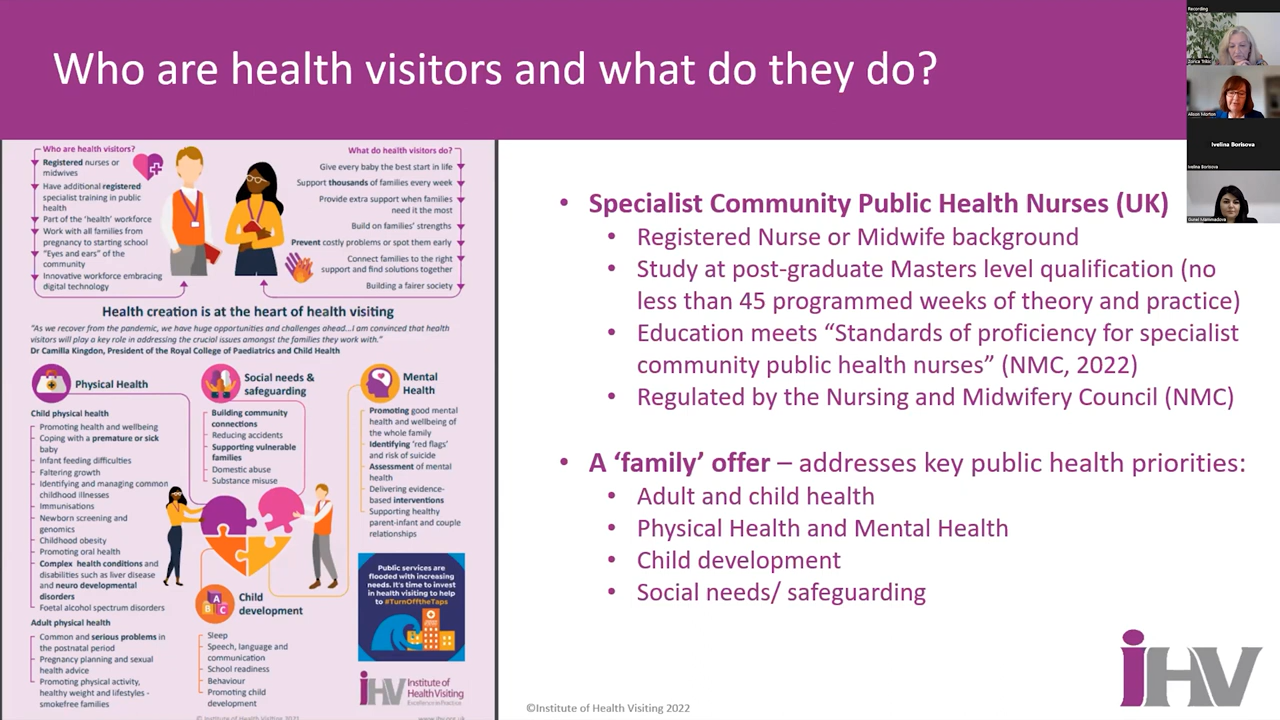 Who are health visitors and what do they do?
Recording
Alison Morton
Ivelina Borisova
Ivelina Borisova
Who are health visitors?
Registered nurses or
midwives
Have additional registered
specialist training in public
health
Part of the ‘health’ workforce
Work with all families from
pregnancy to starting school
“Eyes and ears” of the
community
Innovative workforce embracing
digital technology
What do health visitors do?
Give every baby the best start in life
Support thousands of families every week
Provide extra support when families
need it the most
Build on families’ strengths
Prevent costly problems or spot them early
Connect families to the right
support and find solutions together
Building a fairer society
Health creation is at the heart of health visiting
"As we recover from the pandemic, we have huge opportunities and challenges ahead...I am convinced that health
visitors will play a key role in addressing the crucial issues amongst the families they work with."
Dr Camilla Kingdon, President of the Royal College of Paediatrics and Child Health
Physical Health
Child physical health
Promoting health and wellbeing
Coping with a premature or sick
baby
Infant feeding difficulties
Faltering growth
Identifying and managing common
childhood illnesses
Immunisations
Newborn screening and
genomics
Childhood obesity
Promoting oral health
Complex health conditions and
disabilities such as liver disease
and neuro developmental
disorders
Foetal alcohol spectrum disorders
Adult physical health
Common and serious problems in
the postnatal period
Pregnancy planning and sexual
health advice
Promoting physical activity,
healthy weight and lifestyles -
smokefree families
Social needs &
safeguarding
Building community
connections
Reducing accidents
Supporting vulnerable
families
Domestic abuse
Substance misuse
A
B C
Child
development
Sleep
Speech, language and
communication
School readiness
Behaviour
Promoting child
development
Mental
Health
Promoting good mental
health and wellbeing of
the whole family
Identifying ‘red flags’
and risk of suicide
Assessment of mental
health
Delivering evidence-
based interventions
Supporting healthy
parent-infant and couple
relationships
Public services are
flooded with increasing
needs. It's time to invest
in health visiting to help
to #TurnOfftheTaps
iHV Institute of
Health Visiting
Excellence in Practice
• Specialist Community Public Health Nurses (UK)
• Registered Nurse or Midwife background
• Study at post-graduate Masters level qualification (no
less than 45 programmed weeks of theory and practice)
• Education meets “Standards of proficiency for specialist
community public health nurses” (NMC, 2022)
• Regulated by the Nursing and Midwifery Council (NMC)
• A ‘family’ offer – addresses key public health priorities:
• Adult and child health
• Physical Health and Mental Health
• Child development
• Social needs/ safeguarding
©Institute of Health Visiting 2022
iHV